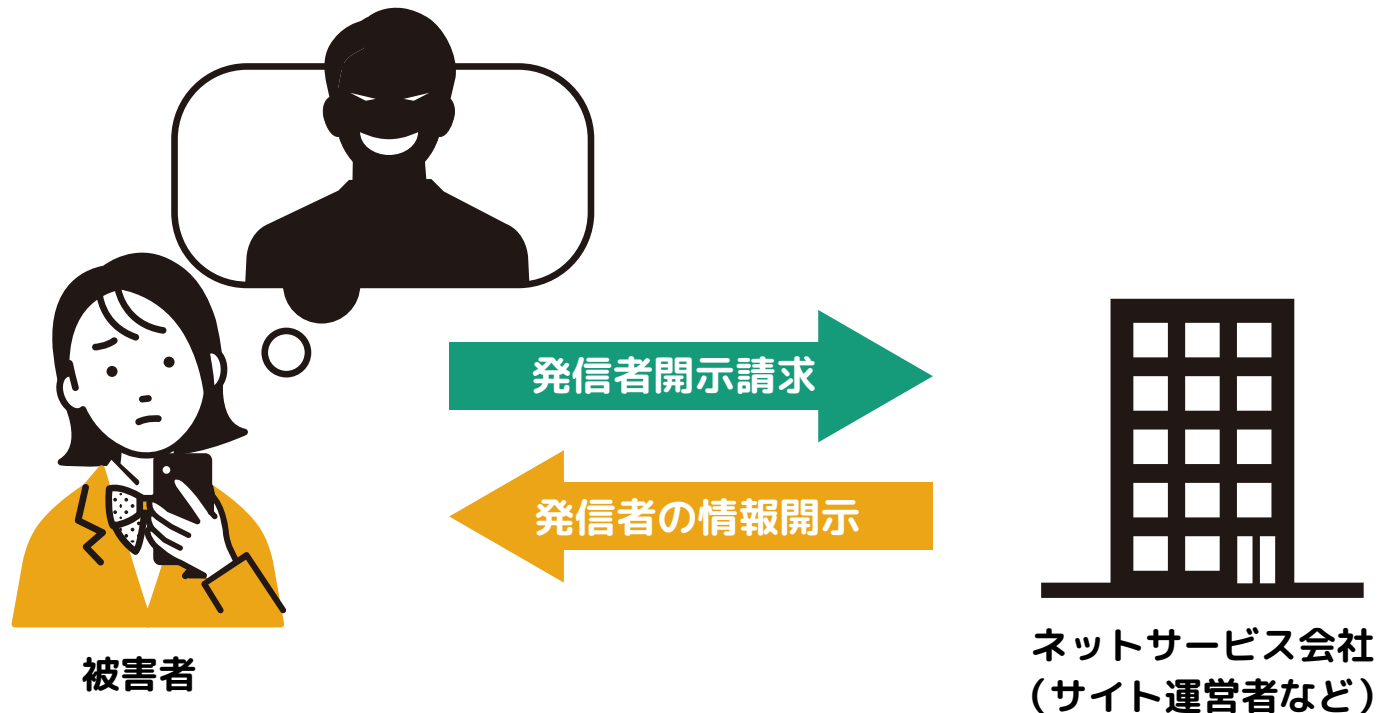 発信者開示請求
発信者の情報開示
被害者
ネットサービス会社
（サイト運営者など）